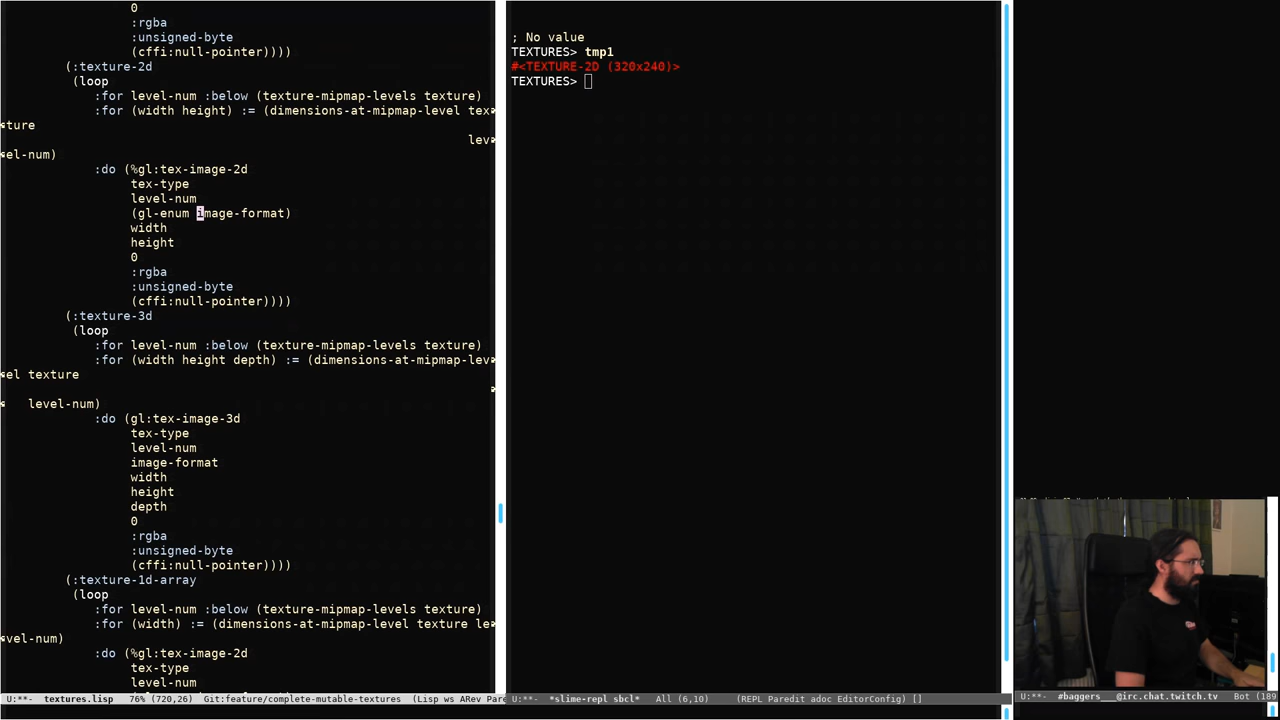 0
:rgba
:unsigned-byte
(cffi:null-pointer))))
(:texture-2d
(loop
:for level-num :below (texture-mipmap-levels texture)
:for (width height) := (dimensions-at-mipmap-level tex
ture
lev
el-num)
:do (%gl:tex-image-2d
tex-type
level-num
(gl-enum image-format)
width
height
0
:rgba
:unsigned-byte
(cffi:null-pointer))))
(:texture-3d
(loop
:for level-num :below (texture-mipmap-levels texture)
:for (width height depth) := (dimensions-at-mipmap-lev
el texture
level-num)
:do (gl:tex-image-3d
tex-type
level-num
image-format
width
height
depth
0
:rgba
:unsigned-byte
(cffi:null-pointer))))
(:texture-1d-array
(loop
:for level-num :below (texture-mipmap-levels texture)
:for (width) := (dimensions-at-mipmap-level texture le
vel-num)
:do (%gl:tex-image-2d
tex-type
level-num
U:**- textures.lisp 76% (720,26) Git:feature/complete-mutable-textures (Lisp ws ARev Pare
; No value
TEXTURES> tmp1
#<TEXTURE-2D (320x240)>
TEXTURES>
U:**- *slime-repl sbcl* All (6,10) (REPL Paredit adoc EditorConfig) []
U:**- #baggers___@irc.chat.twitch.tv Bot (189